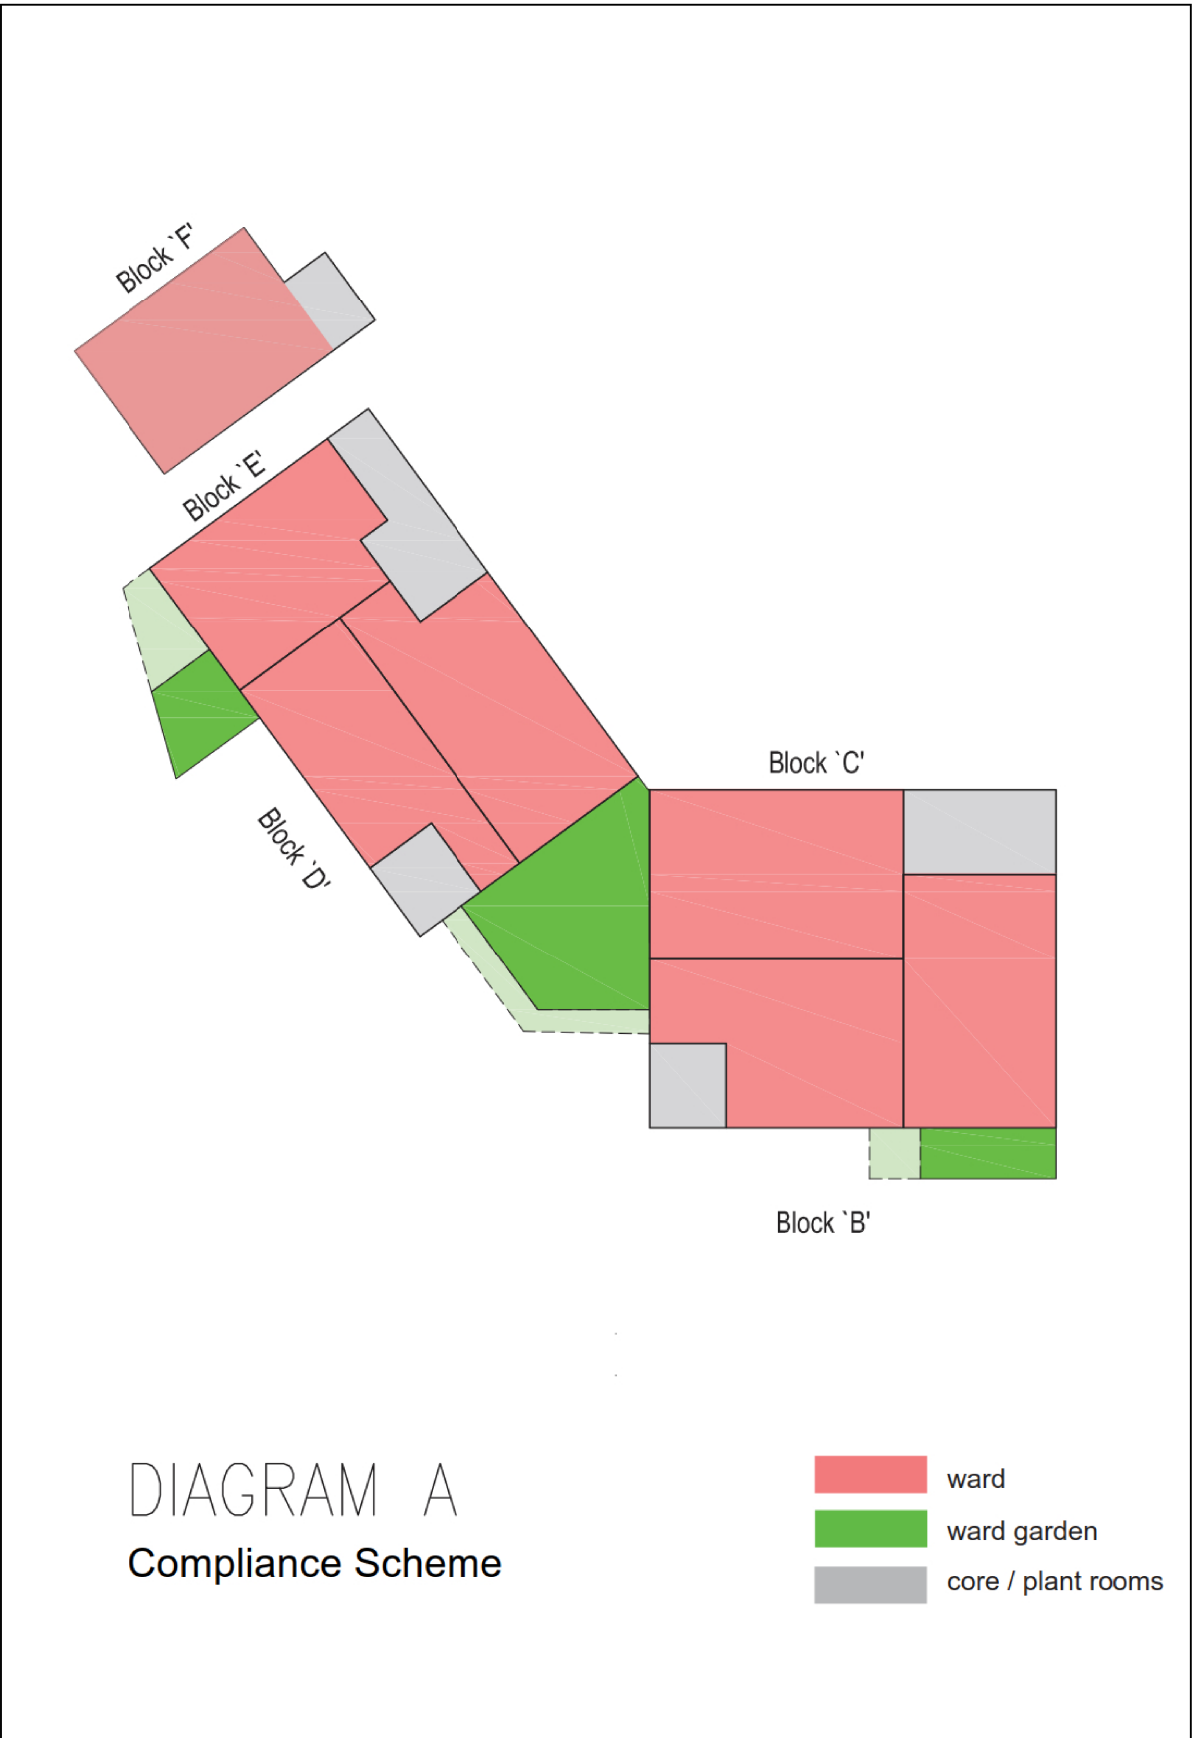 Block `F'
Block `E'
Block `C'
Block `D'
Block `B'
DIAGRAM A
Compliance Scheme
ward
ward garden
core / plant rooms